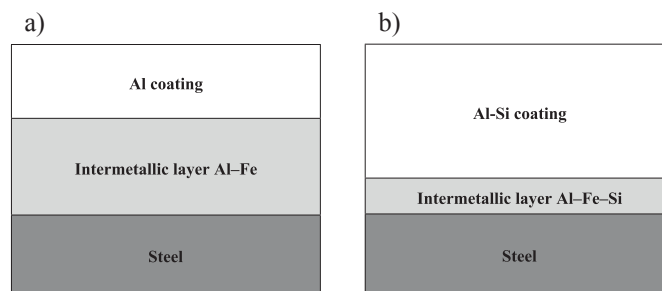 a)
Al coating
Intermetallic layer Al–Fe
Steel
b)
Al-Si coating
Intermetallic layer Al–Fe–Si
Steel